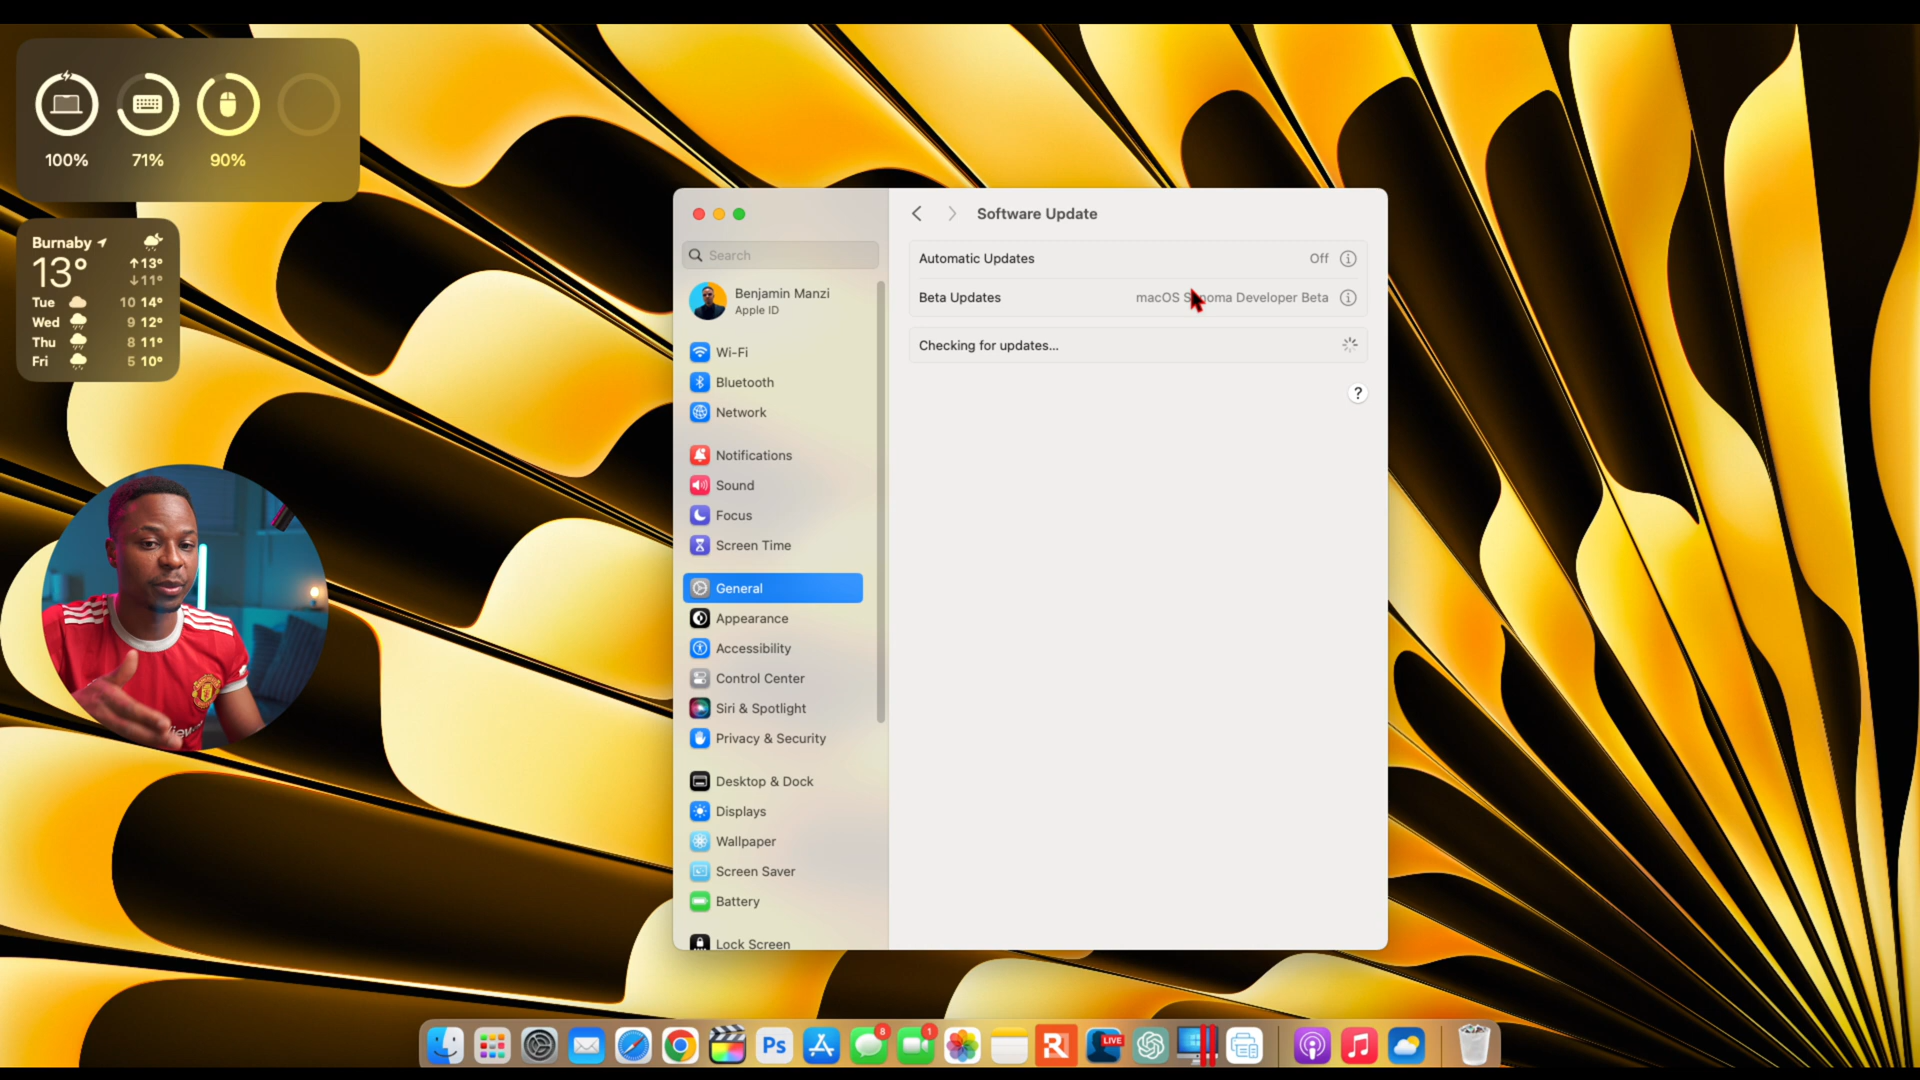 100% 71% 90%
Burnaby
13°
↑13°
↓11°
Tue 10 14°
Wed 9 12°
Thu 8 11°
Fri 5 10°
Search
Benjamin Manzi
Apple ID
Wi-Fi
Bluetooth
Network
Notifications
Sound
Focus
Screen Time
General
Appearance
Accessibility
Control Center
Siri & Spotlight
Privacy & Security
Desktop & Dock
Displays
Wallpaper
Screen Saver
Battery
Lock Screen
Software Update
Automatic Updates Off
Beta Updates macOS Sonoma Developer Beta
Checking for updates...
?
Ps
8
1
R
LIVE